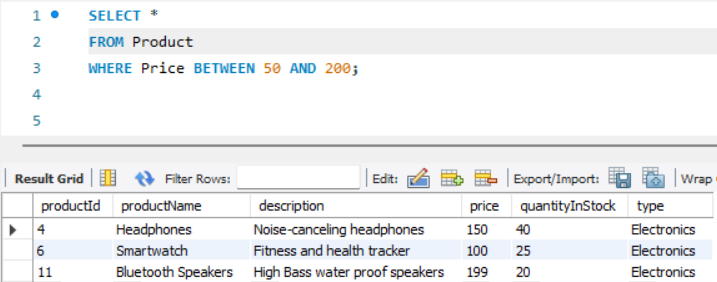 1 SELECT *
2 FROM Product
3 WHERE Price BETWEEN 50 AND 200;
4
5
Result Grid Filter Rows: Edit: Export/Import: Wrap
productId productName description price quantityInStock type
4 Headphones Noise-canceling headphones 150 40 Electronics
6 Smartwatch Fitness and health tracker 100 25 Electronics
11 Bluetooth Speakers High Bass water proof speakers 199 20 Electronics